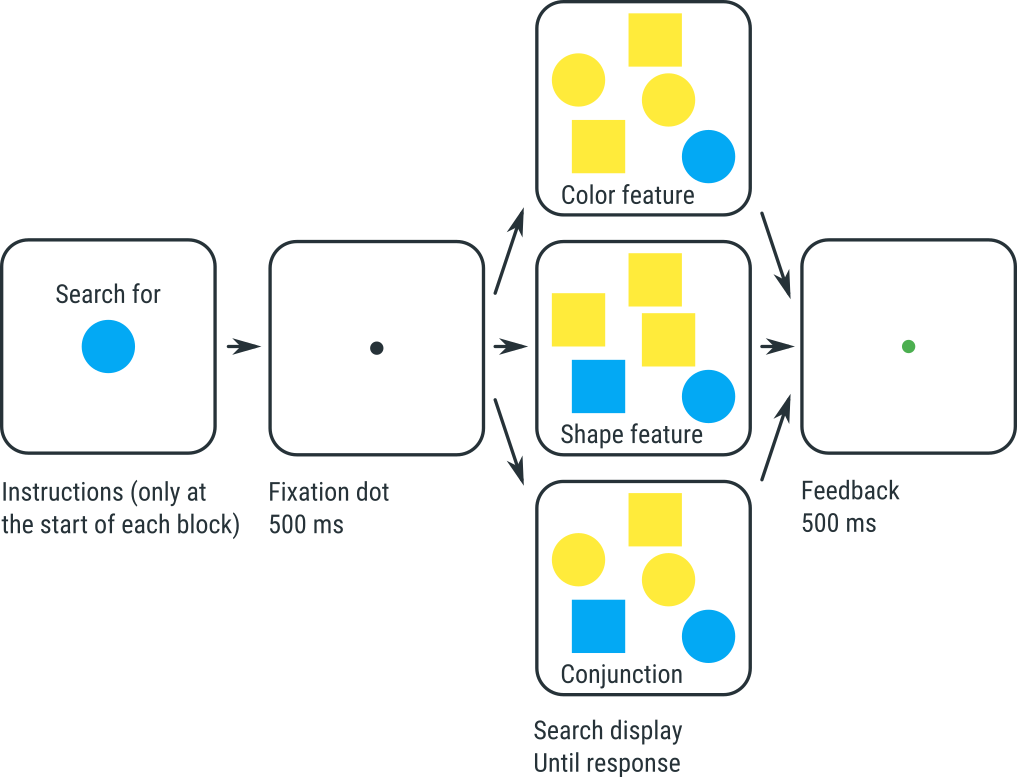 Search for
Instructions (only at
the start of each block)
Fixation dot
500 ms
Color feature
Shape feature
Conjunction
Search display
Until response
Feedback
500 ms